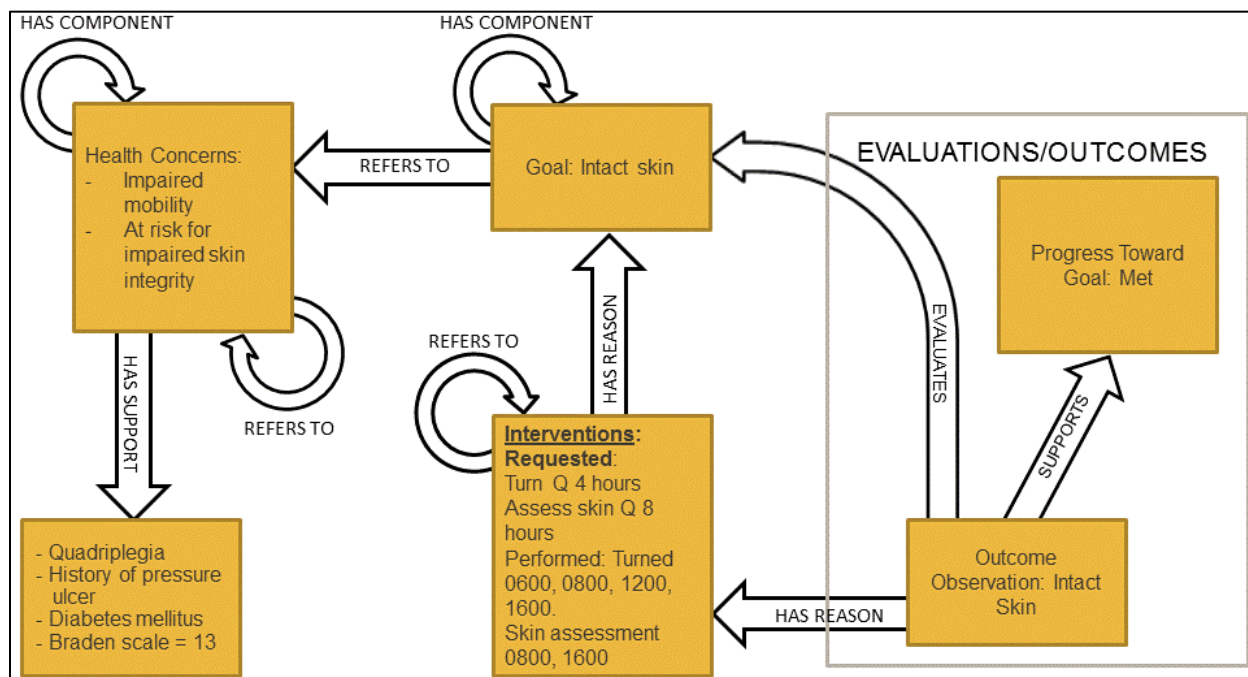 HAS COMPONENT
HAS COMPONENT
Health Concerns:
- Impaired
mobility
- At risk for
impaired skin
integrity
REFERS TO
Goal: Intact skin
EVALUATIONS/OUTCOMES
Progress Toward
Goal: Met
HAS SUPPORT
REFERS TO
REFERS TO
HAS REASON
EVALUATES
SUPPORTS
- Quadriplegia
- History of pressure
ulcer
- Diabetes mellitus
- Braden scale = 13
Interventions:
Requested:
Turn Q 4 hours
Assess skin Q 8
hours
Performed: Turned
0600, 0800, 1200,
1600.
Skin assessment
0800, 1600
HAS REASON
Outcome
Observation: Intact
Skin